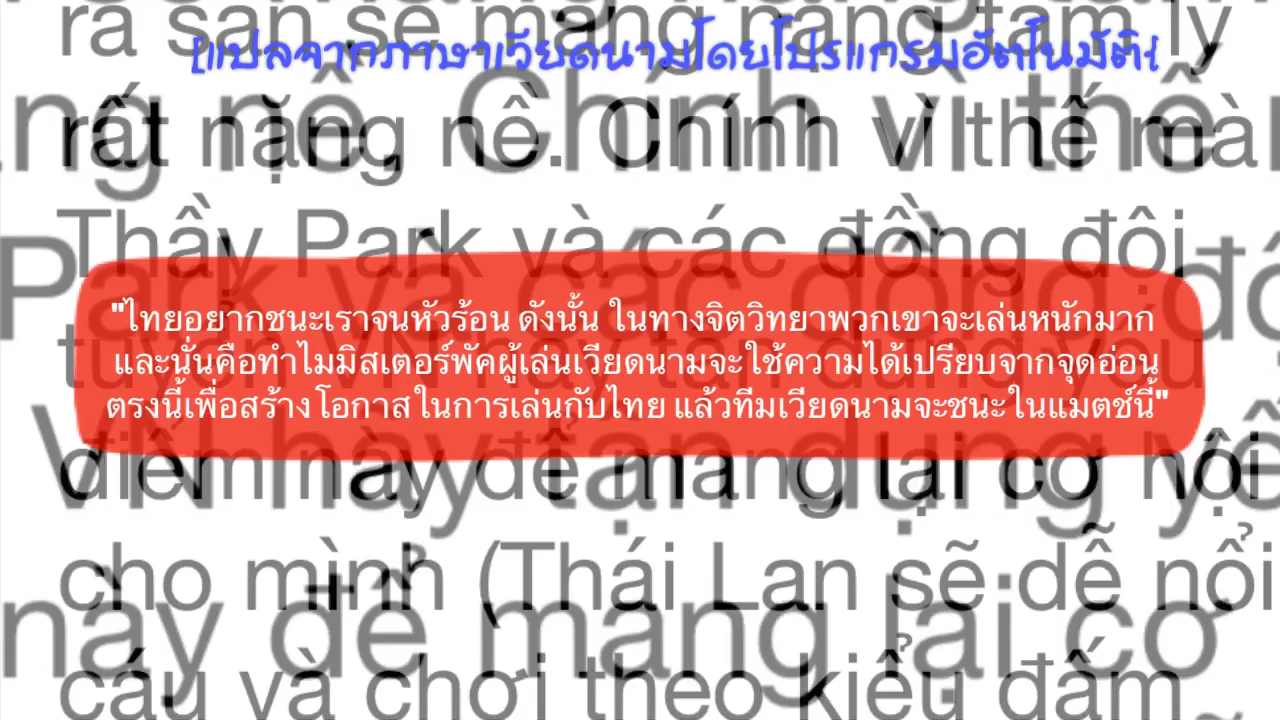 ra sân sẽ mang nặng tâm lý
[แปลจากภาษาเวียดนามโดยโปรแกรมอัตโนมัติ]
rất nặng nề. Chính vì thế mà
Thầy Park và các đồng đội
"ไทยอยากชนะเราจนหัวร้อน ดังนั้น ในทางจิตวิทยาพวกเขาจะเล่นหนักมาก
และนั่นคือทำไมมิสเตอร์พัคผู้เล่นเวียดนามจะใช้ความได้เปรียบจากจุดอ่อน
ตรงนี้เพื่อสร้างโอกาสในการเล่นกับไทย แล้วทีมเวียดนามจะชนะในแมตช์นี้"
điểm này để mang lại cơ hội
cho mình (Thái Lan sẽ dễ nổi
này để mang lại cơ
cáu và chơi theo kiểu đấm